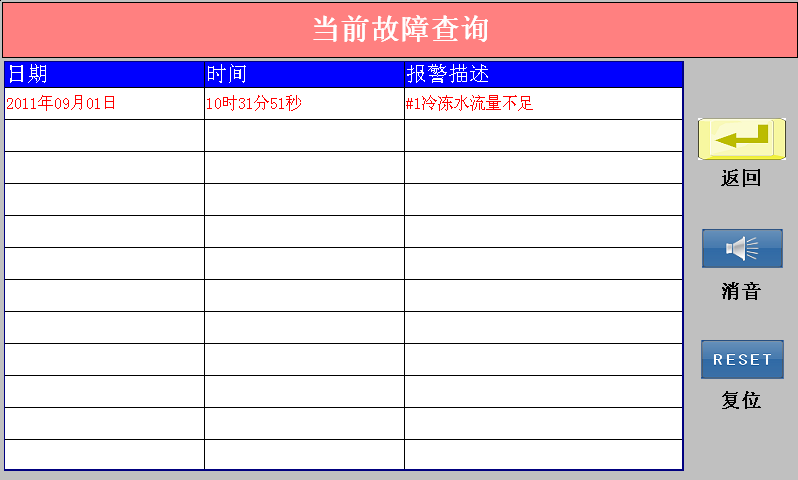 当前故障查询
日期 时间 报警描述
2011年09月01日 10时31分51秒 #1冷冻水流量不足
返回
消音
RESET
复位